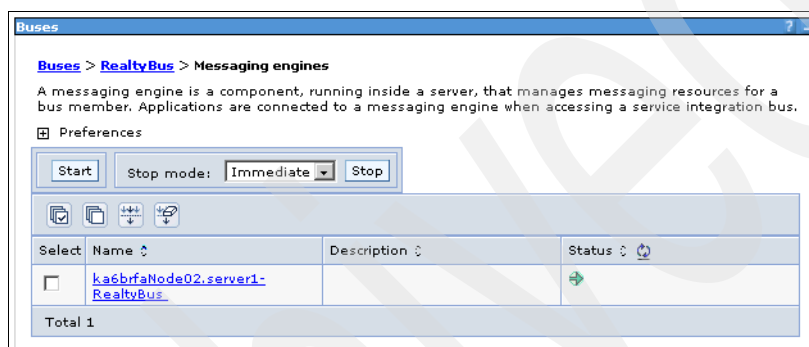 Buses
?
Buses > RealtyBus > Messaging engines
A messaging engine is a component, running inside a server, that manages messaging resources for a
bus member. Applications are connected to a messaging engine when accessing a service integration bus.
Preferences
Start Stop mode: Immediate Stop
Select Name Description Status
ka6brfaNode02.server1-
RealtyBus
Total 1